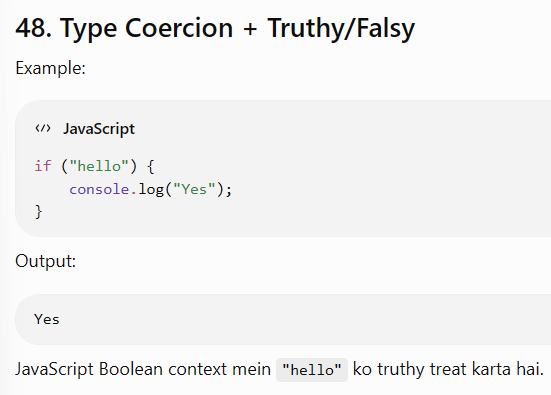 48. Type Coercion + Truthy/Falsy
Example:
</> JavaScript
if ("hello") {
    console.log("Yes");
}
Output:
Yes
JavaScript Boolean context mein "hello" ko truthy treat karta hai.